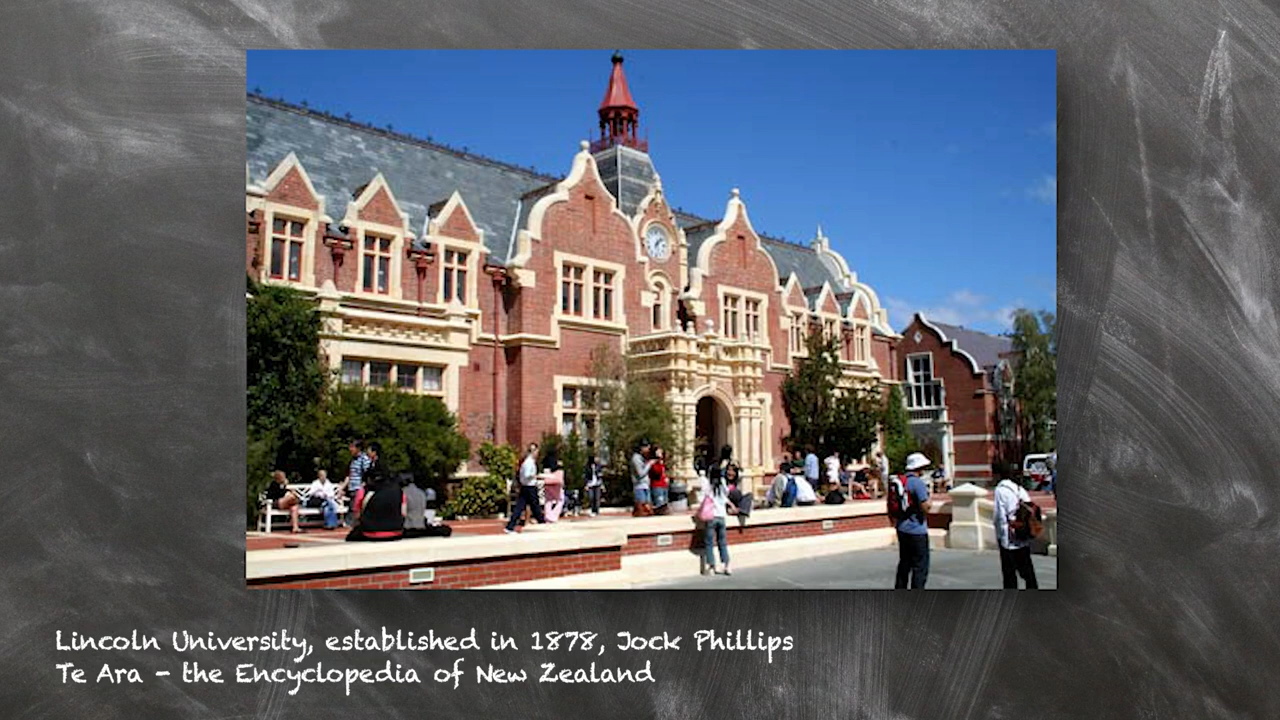 Lincoln University, established in 1878, Jock Phillips
Te Ara - the Encyclopedia of New Zealand